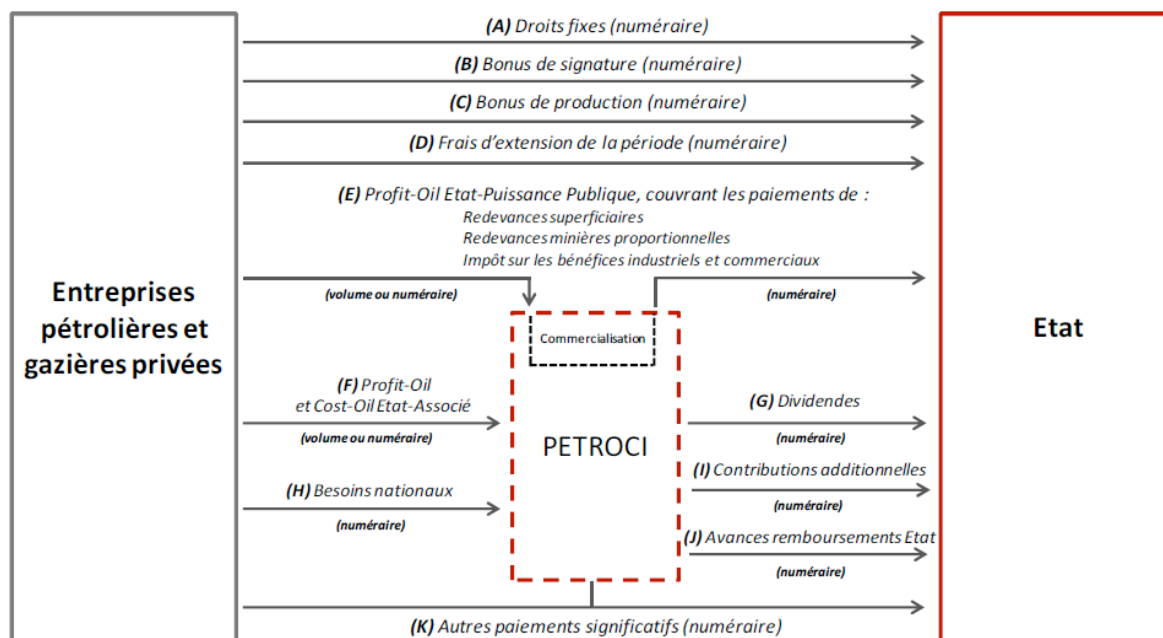 (A) Droits fixes (numéraire)
(B) Bonus de signature (numéraire)
(C) Bonus de production (numéraire)
(D) Frais d'extension de la période (numéraire)
(E) Profit-Oil Etat-Puissance Publique, couvrant les paiements de :
Redevances superficiaires
Redevances minières proportionnelles
Impôt sur les bénéfices industriels et commerciaux
(volume ou numéraire)
(numéraire)
Entreprises
pétrolières et
gazières privées
Commercialisation
Etat
(F) Profit-Oil
et Cost-Oil Etat-Associé
(volume ou numéraire)
PETROCI
(G) Dividendes
(numéraire)
(H) Besoins nationaux
(numéraire)
(I) Contributions additionnelles
(numéraire)
(J) Avances remboursements Etat
(numéraire)
(K) Autres paiements significatifs (numéraire)